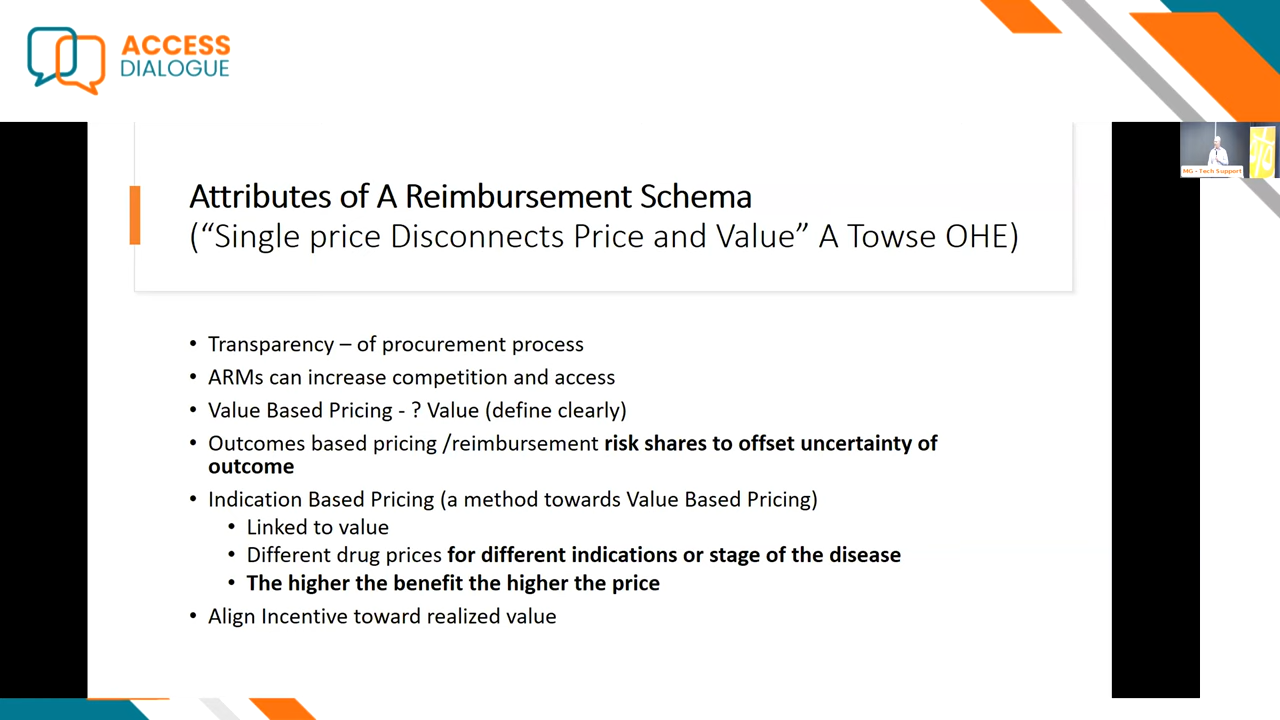 ACCESS
DIALOGUE
MG - Tech Support
Attributes of A Reimbursement Schema
(“Single price Disconnects Price and Value” A Towse OHE)
• Transparency – of procurement process
• ARMs can increase competition and access
• Value Based Pricing - ? Value (define clearly)
• Outcomes based pricing /reimbursement risk shares to offset uncertainty of
outcome
• Indication Based Pricing (a method towards Value Based Pricing)
• Linked to value
• Different drug prices for different indications or stage of the disease
• The higher the benefit the higher the price
• Align Incentive toward realized value